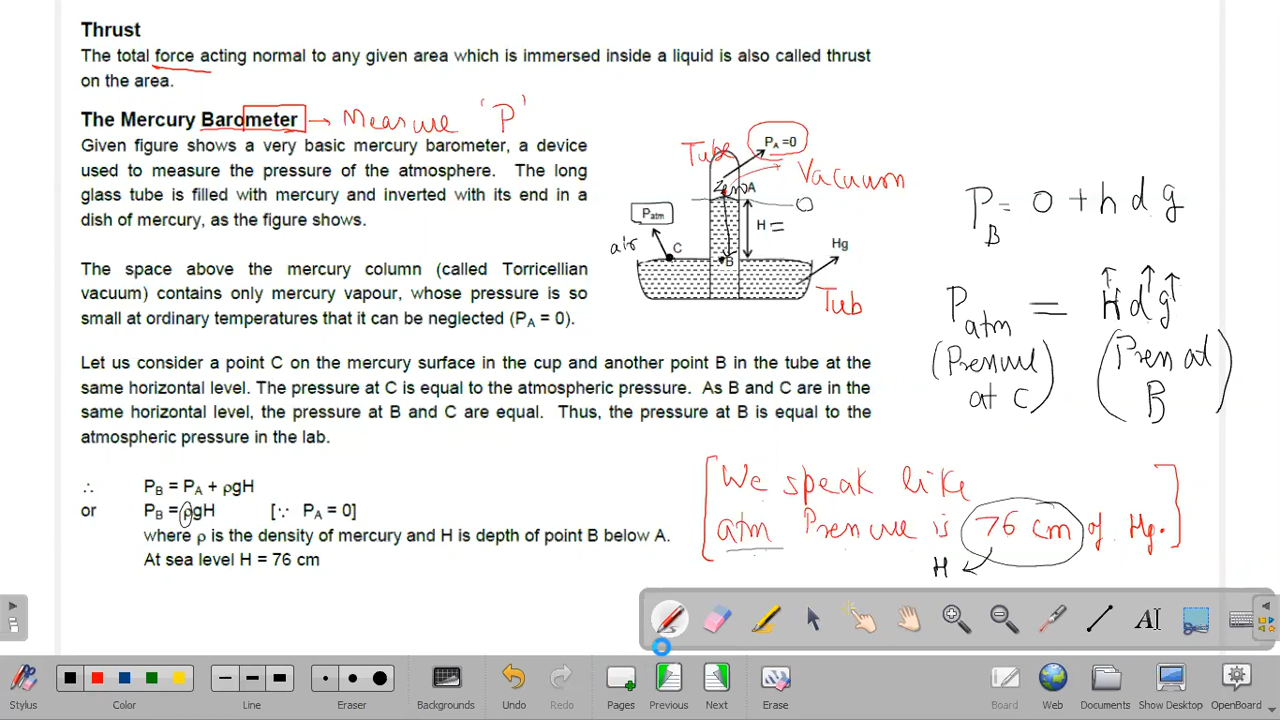 Thrust
The total force acting normal to any given area which is immersed inside a liquid is also called thrust
on the area.
The Mercury Barometer → Measure 'P'
Given figure shows a very basic mercury barometer, a device
used to measure the pressure of the atmosphere. The long
glass tube is filled with mercury and inverted with its end in a
dish of mercury, as the figure shows.
The space above the mercury column (called Torricellian
vacuum) contains only mercury vapour, whose pressure is so
small at ordinary temperatures that it can be neglected (PA = 0).
Tube
PA =0
Vacuum
Zero A
0
Patm
H =
air
C
B
Hg
Tub
PB = 0 + h d g
Patm = H d g
(Pressure at C)
(Pres at B)
Let us consider a point C on the mercury surface in the cup and another point B in the tube at the
same horizontal level. The pressure at C is equal to the atmospheric pressure. As B and C are in the
same horizontal level, the pressure at B and C are equal. Thus, the pressure at B is equal to the
atmospheric pressure in the lab.
∴ PB = PA + ρgH
or PB = ρgH [∵ PA = 0]
where ρ is the density of mercury and H is depth of point B below A.
At sea level H = 76 cm
[We speak like
atm Pressure is 76 cm of Hg.]
H
Stylus
Color
Line
Eraser
Backgrounds
Undo
Redo
Pages
Previous
Next
Erase
Board
Web
Documents
Show Desktop
OpenBoard